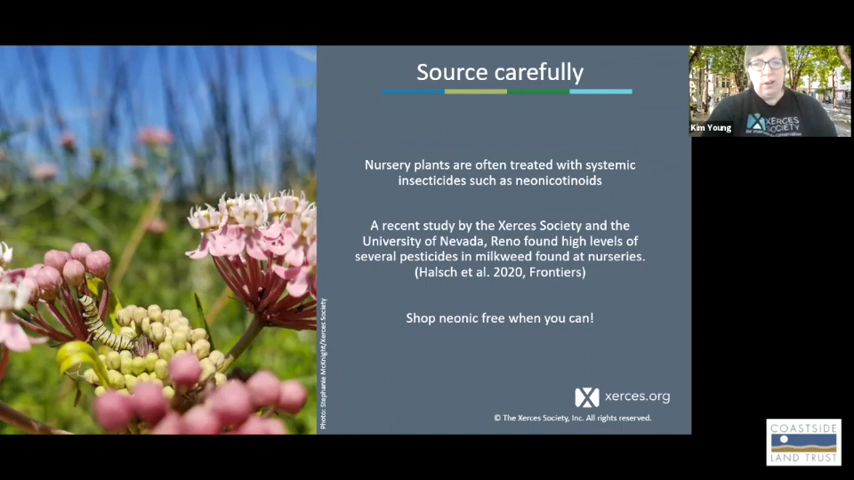 Source carefully
Nursery plants are often treated with systemic
insecticides such as neonicotinoids
A recent study by the Xerces Society and the
University of Nevada, Reno found high levels of
several pesticides in milkweed found at nurseries.
(Halsch et al. 2020, Frontiers)
Shop neonic free when you can!
Photo: Stephanie McKnight/Xerces Society
xerces.org
© The Xerces Society, Inc. All rights reserved.
XERCES
SOCIETY
Kim Young
COASTSIDE
LAND TRUST